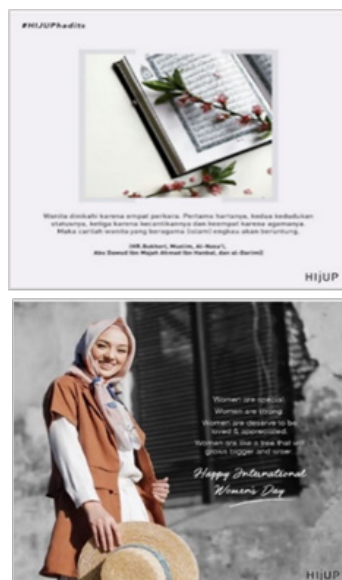 #HIJUPhadits
Wanita dinikahi karena empat perkara. Pertama hartanya, kedua kedudukan
statusnya, ketiga karena kecantikannya dan keempat karena agamanya.
Maka carilah wanita yang beragama (islam) engkau akan beruntung.
(HR Bukhori, Muslim, Al-Nasa'i,
Abu Dawud Ibn Majah Ahmad Ibn Hanbal, dan al-Darimi)
HIJUP
Women are special
Women are strong
Women are deserve to be
loved & appreciated.
Women are like a tree that will
grows bigger and wiser.
Happy International
Women's Day
HIJUP